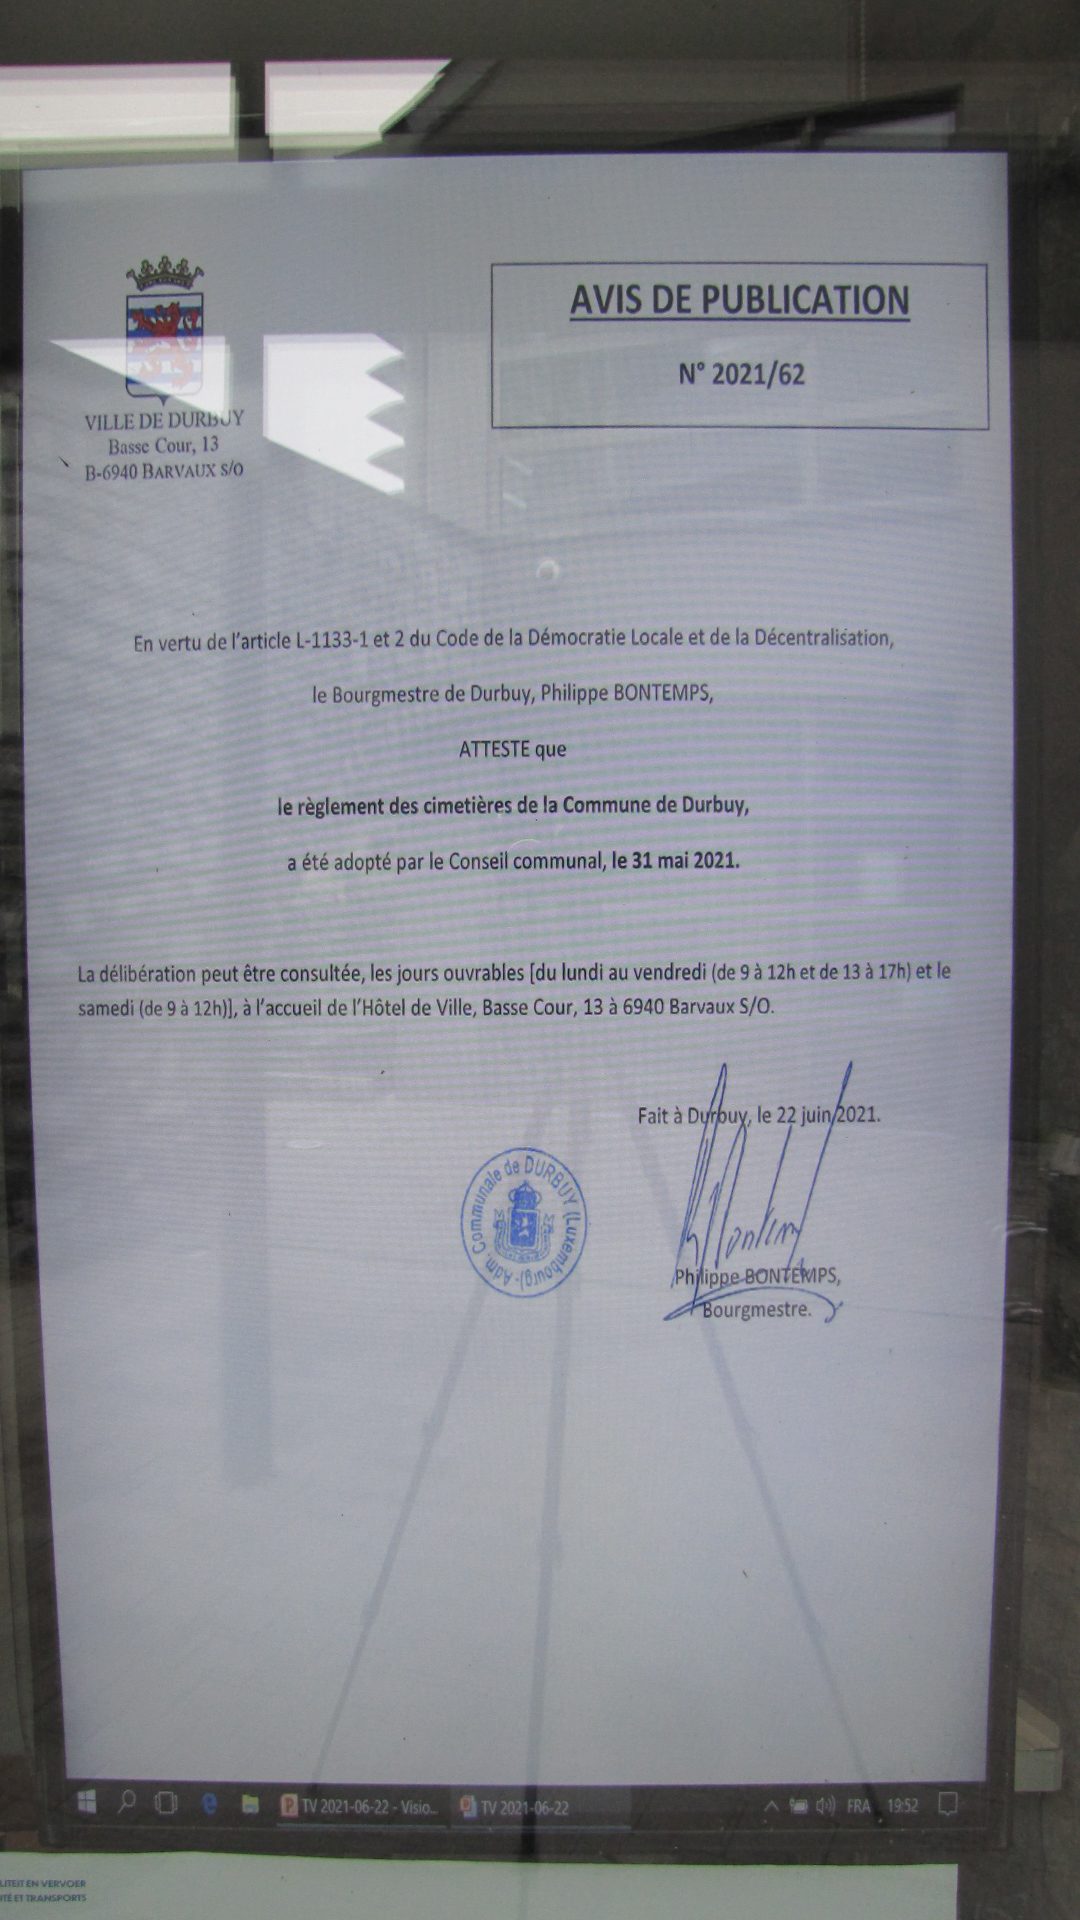 AVIS DE PUBLICATION
N° 2021/62
VILLE DE DURBUY
Basse Cour, 13
B-6940 BARVAUX S/O
En vertu de l'article L-1133-1 et 2 du Code de la Démocratie Locale et de la Décentralisation,
le Bourgmestre de Durbuy, Philippe BONTEMPS,
ATTESTE que
le règlement des cimetières de la Commune de Durbuy,
a été adopté par le Conseil communal, le 31 mai 2021.
La délibération peut être consultée, les jours ouvrables [du lundi au vendredi (de 9 à 12h et de 13 à 17h) et le
samedi (de 9 à 12h)], à l'accueil de l'Hôtel de Ville, Basse Cour, 13 à 6940 Barvaux S/O.
Fait à Durbuy, le 22 juin 2021.
Adm. Communale de DURBUY (Luxembourg)
Philippe BONTEMPS,
Bourgmestre.
TV 2021-06-22 - Visio...
TV 2021-06-22
FRA
19:52
LITEIT EN VERVOER
ITÉ ET TRANSPORTS